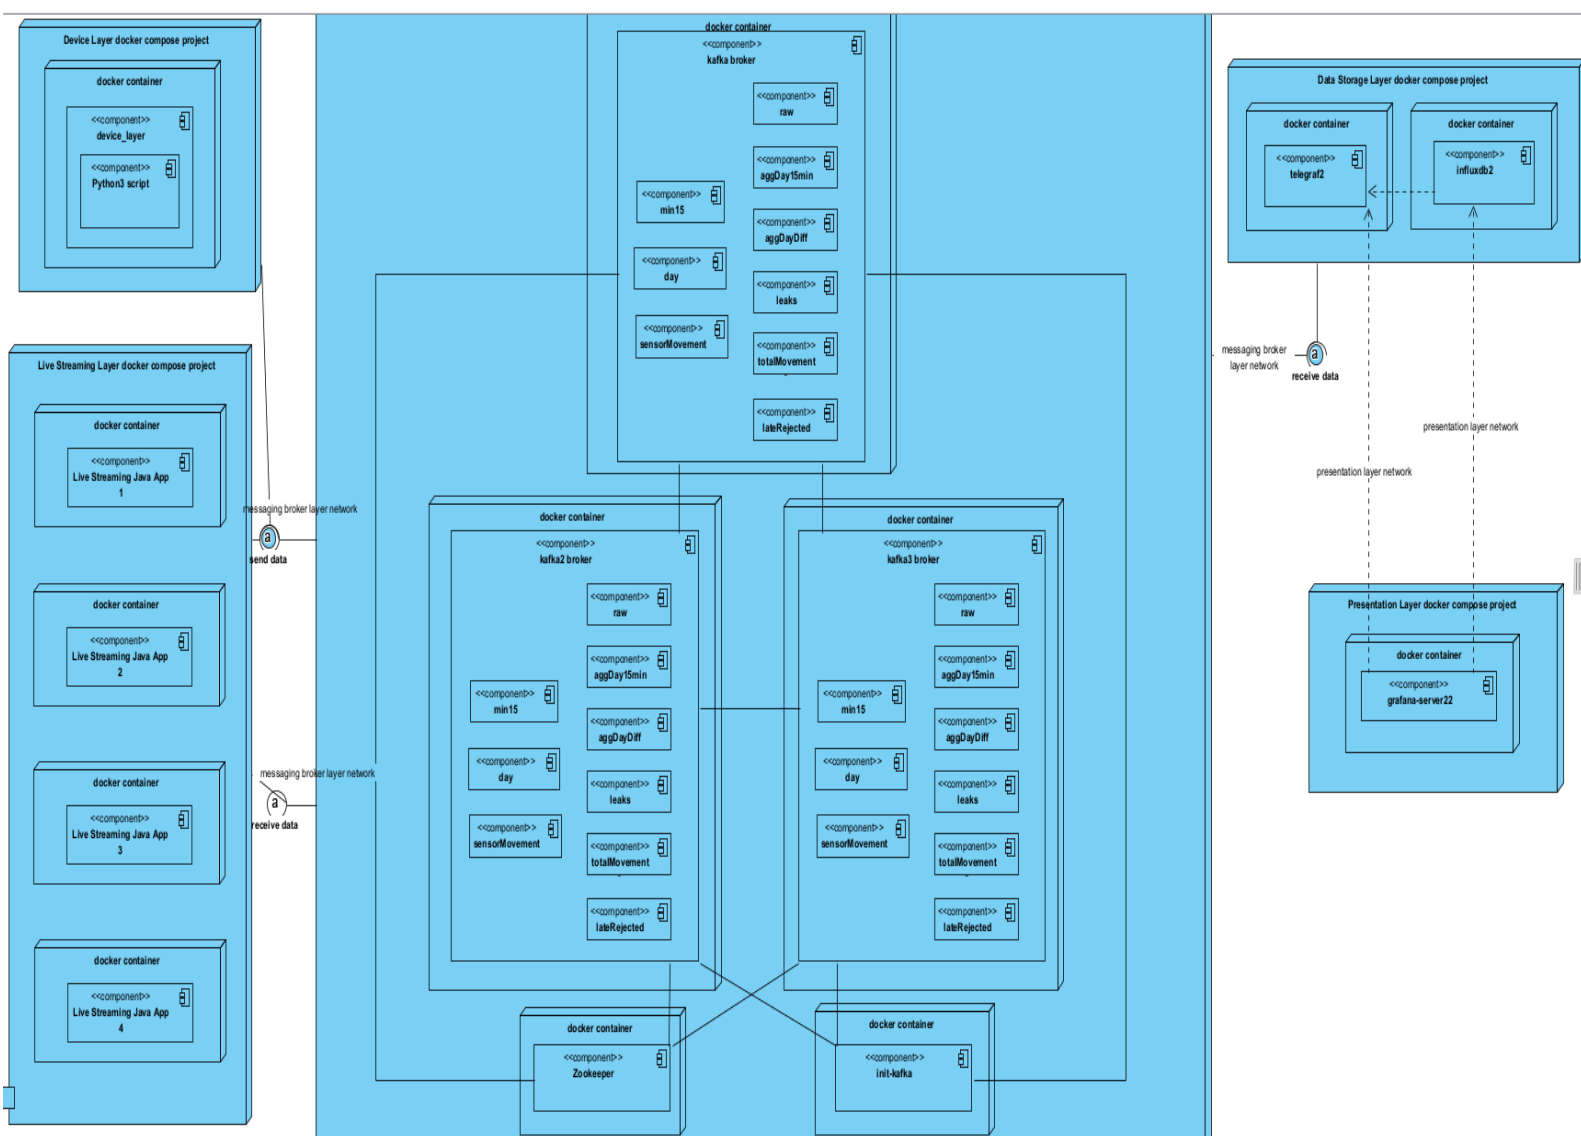 Device Layer docker compose project
docker container
<<component>>
device_layer
<<component>>
Python3 script
Live Streaming Layer docker compose project
docker container
<<component>>
Live Streaming Java App
1
docker container
<<component>>
Live Streaming Java App
2
docker container
<<component>>
Live Streaming Java App
3
docker container
<<component>>
Live Streaming Java App
4
messaging broker layer network
a
send data
messaging broker layer network
a
receive data
docker container
<<component>>
kafka broker
<<component>>
raw
<<component>>
aggDay15min
<<component>>
min15
<<component>>
aggDayDiff
<<component>>
day
<<component>>
leaks
<<component>>
sensorMovement
<<component>>
totalMovement
<<component>>
lateRejected
docker container
<<component>>
kafka2 broker
<<component>>
raw
<<component>>
aggDay15min
<<component>>
min15
<<component>>
aggDayDiff
<<component>>
day
<<component>>
leaks
<<component>>
sensorMovement
<<component>>
totalMovement
<<component>>
lateRejected
docker container
<<component>>
kafka3 broker
<<component>>
raw
<<component>>
aggDay15min
<<component>>
min15
<<component>>
aggDayDiff
<<component>>
day
<<component>>
leaks
<<component>>
sensorMovement
<<component>>
totalMovement
<<component>>
lateRejected
docker container
<<component>>
Zookeeper
docker container
<<component>>
init-kafka
Data Storage Layer docker compose project
docker container
<<component>>
telegraf2
docker container
<<component>>
influxdb2
messaging broker
layer network
a
receive data
presentation layer network
presentation layer network
Presentation Layer docker compose project
docker container
<<component>>
grafana-server22